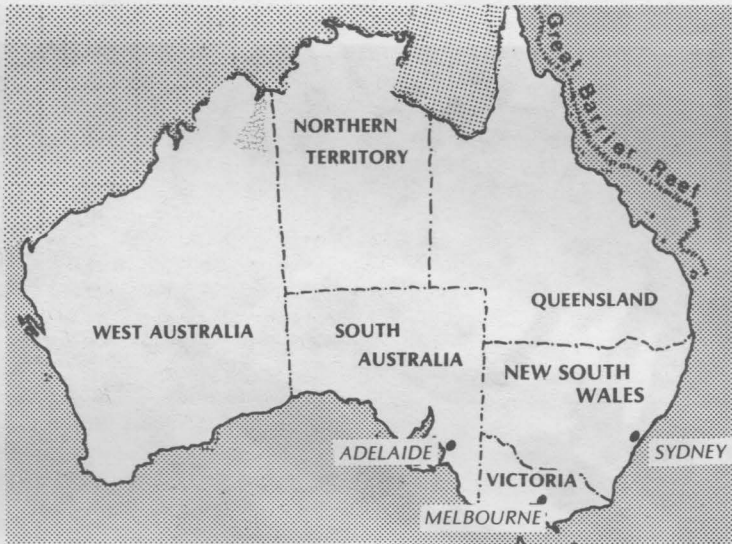 Great Barrier Reef
NORTHERN
TERRITORY
QUEENSLAND
WEST AUSTRALIA
SOUTH
AUSTRALIA
NEW SOUTH
WALES
ADELAIDE
SYDNEY
VICTORIA
MELBOURNE